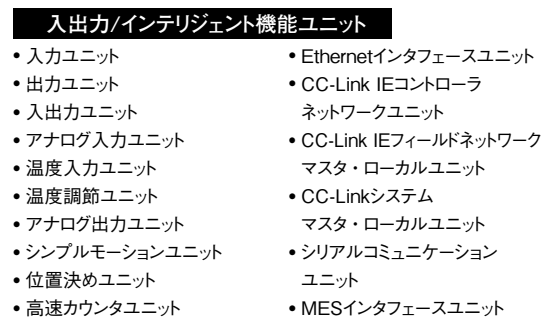 入出力/インテリジェント機能ユニット
• 入力ユニット
• 出力ユニット
• 入出力ユニット
• アナログ入力ユニット
• 温度入力ユニット
• 温度調節ユニット
• アナログ出力ユニット
• シンプルモーションユニット
• 位置決めユニット
• 高速カウンタユニット
• Ethernetインタフェースユニット
• CC-Link IEコントローラ
ネットワークユニット
• CC-Link IEフィールドネットワーク
マスタ・ローカルユニット
• CC-Linkシステム
マスタ・ローカルユニット
• シリアルコミュニケーション
ユニット
• MESインタフェースユニット